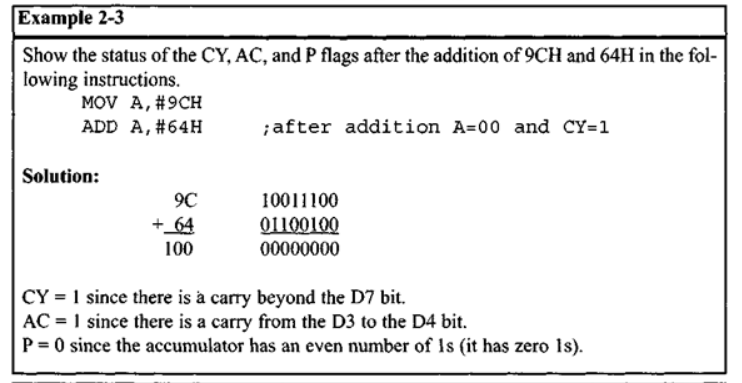 Example 2-3
Show the status of the CY, AC, and P flags after the addition of 9CH and 64H in the fol-
lowing instructions.
MOV A,#9CH
ADD A,#64H ;after addition A=00 and CY=1
Solution:
9C 10011100
+ 64 01100100
100 00000000
CY = 1 since there is a carry beyond the D7 bit.
AC = 1 since there is a carry from the D3 to the D4 bit.
P = 0 since the accumulator has an even number of 1s (it has zero 1s).